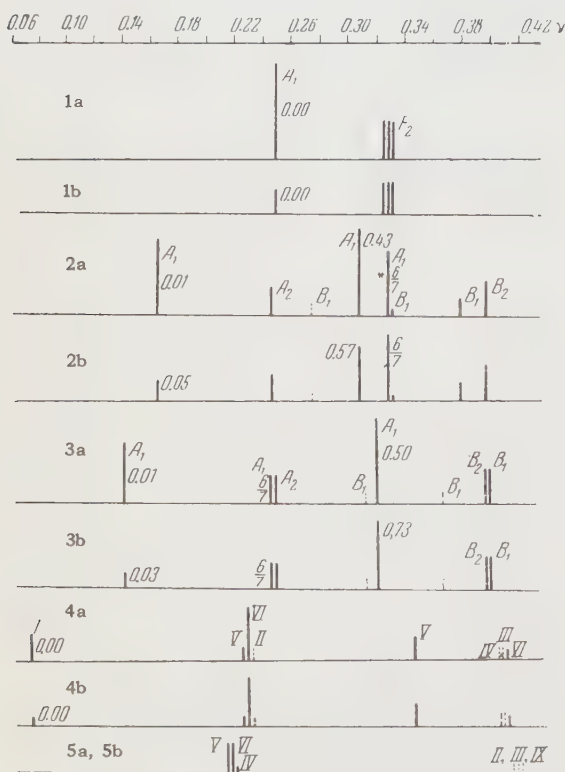 0.06 0.10 0.14 0.18 0.22 0.26 0.30 0.34 0.38 0.42 ν
1a A₁ 0.00 F₂
1b 0.00
2a A₁ 0.01 A₂ B₁ A₁ 0.43 A₁ 6/7 B₁ B₁ B₂
2b 0.05 0.57 6/7
3a A₁ 0.01 A₁ 6/7 A₂ B₁ A₁ 0.50 B₁ B₂ B₁
3b 0.03 6/7 0,73 B₂ B₁
4a I 0.00 V VI II V IV III VI
4b 0.00
5a, 5b V VI IV II, III, IX